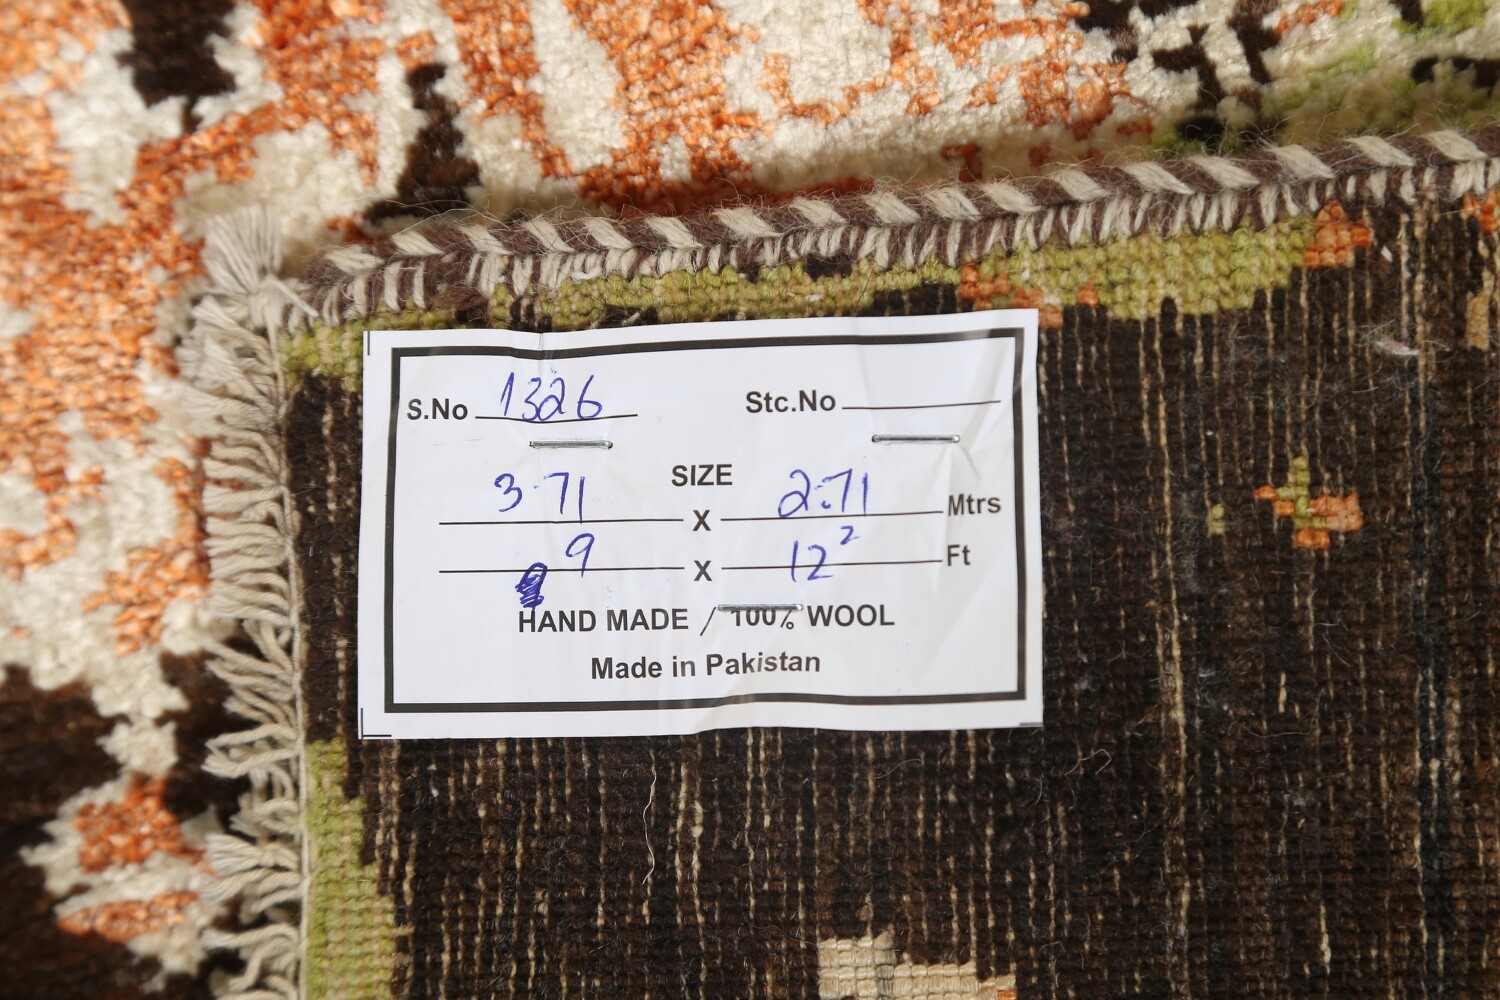 S.No 1326 Stc.No
SIZE
3.71 X 2.71 Mtrs
9 X 12² Ft
HAND MADE / 100% WOOL
Made in Pakistan